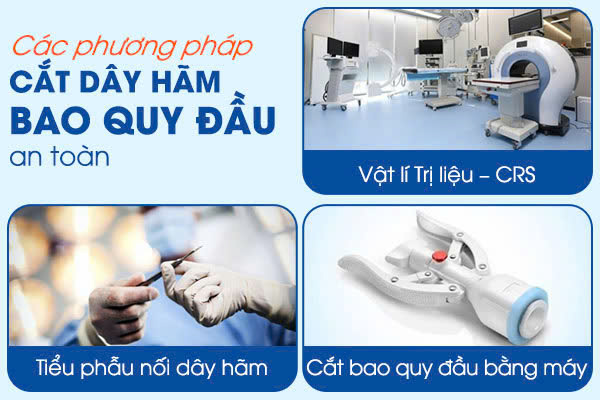 Các phương pháp
CẮT DÂY HÃM
BAO QUY ĐẦU
an toàn
Vật lí Trị liệu – CRS
Tiểu phẫu nối dây hãm
Cắt bao quy đầu bằng máy